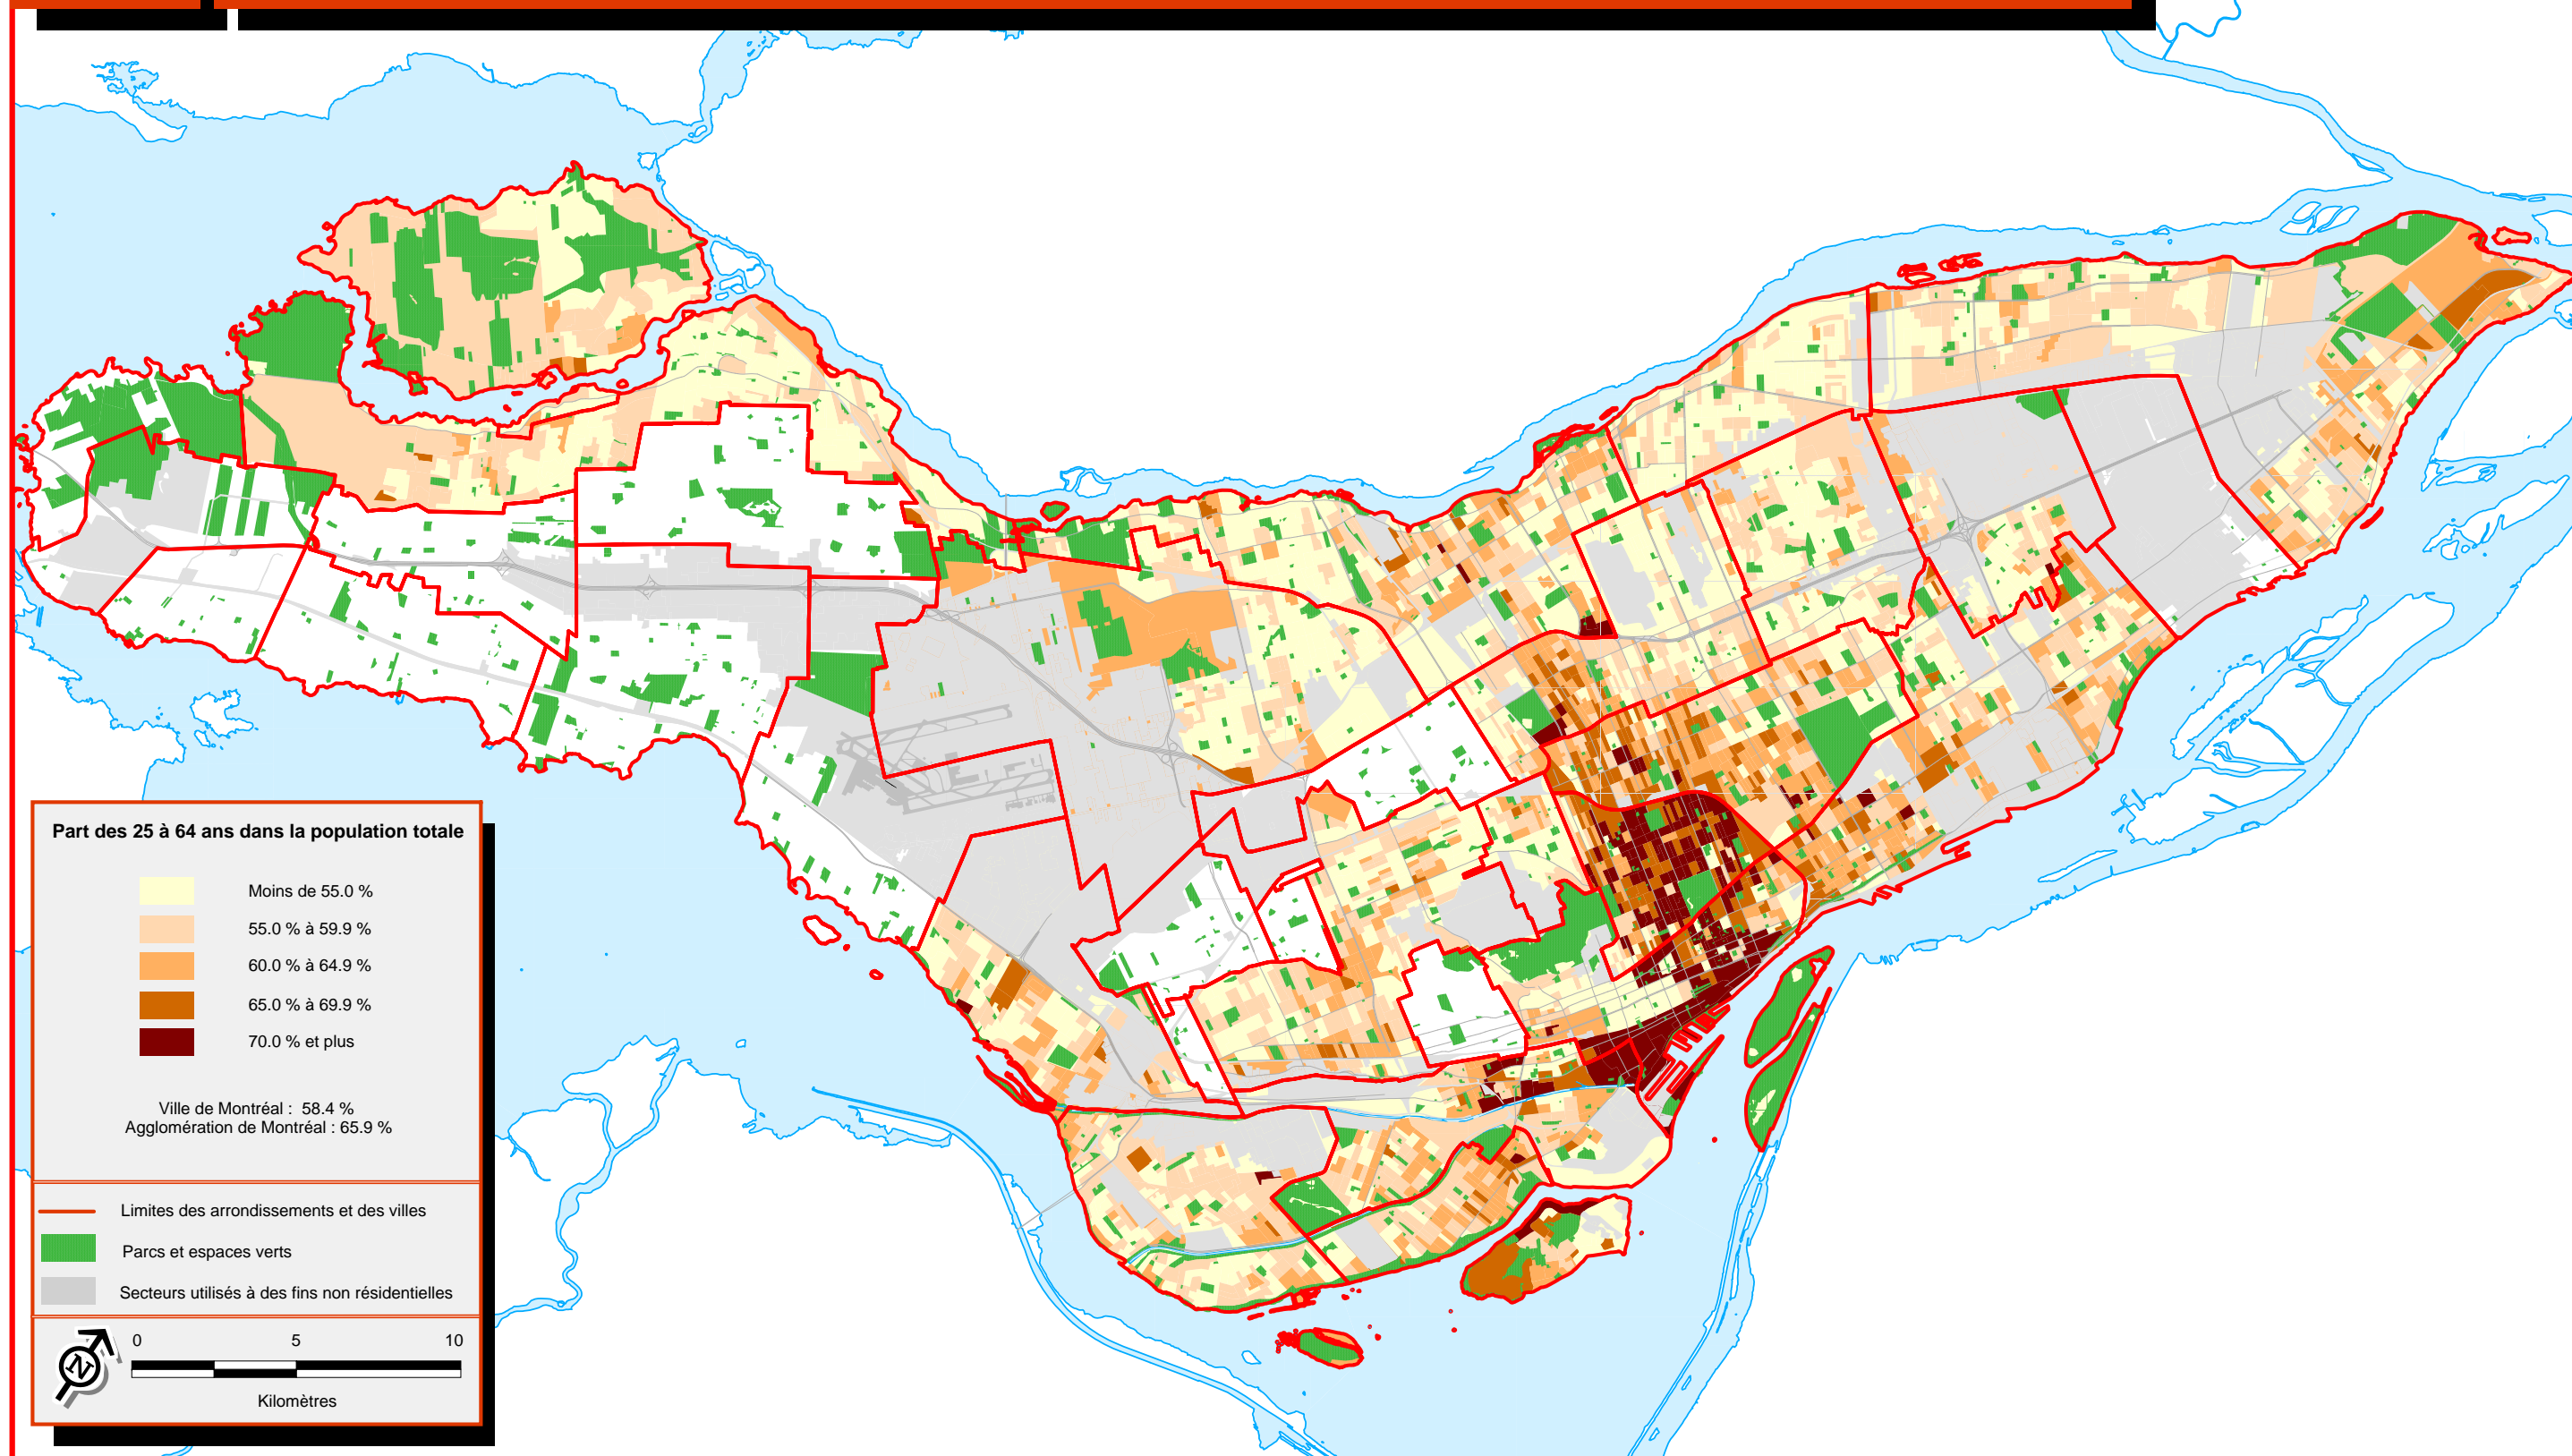 Part des 25 à 64 ans dans la population totale
Moins de 55.0 %
55.0 % à 59.9 %
60.0 % à 64.9 %
65.0 % à 69.9 %
70.0 % et plus
Ville de Montréal : 58.4 %
Agglomération de Montréal : 65.9 %
Limites des arrondissements et des villes
Parcs et espaces verts
Secteurs utilisés à des fins non résidentielles
0 5 10
N
Kilomètres